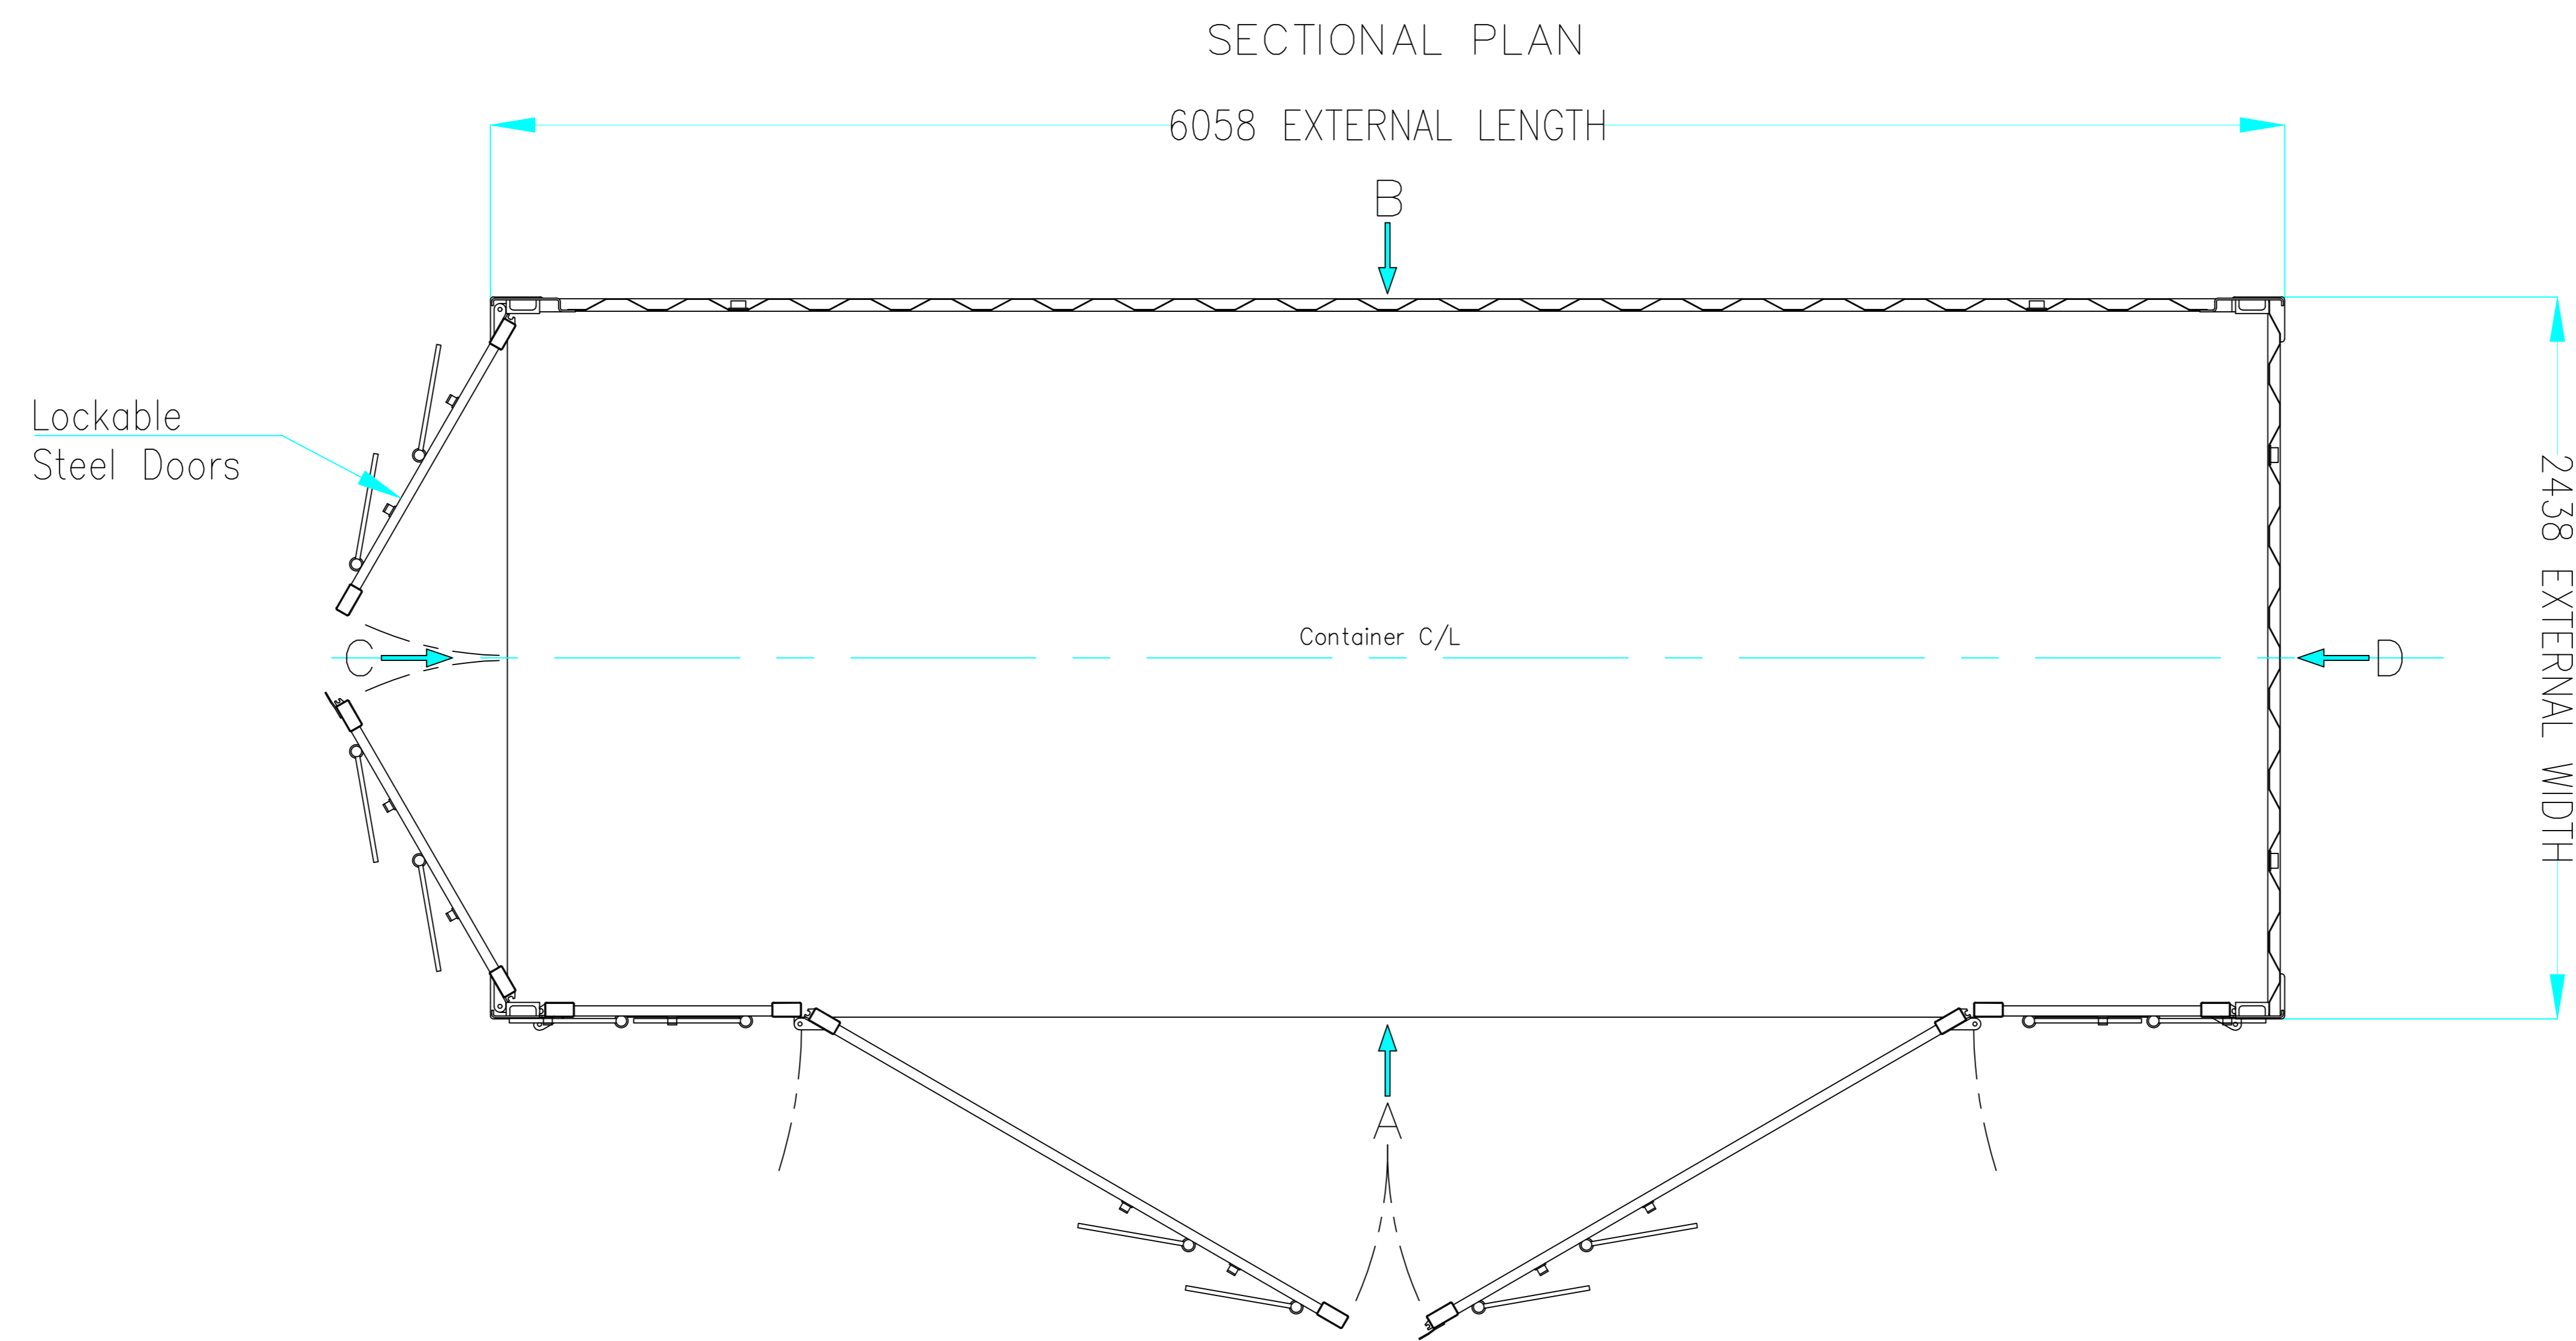 SECTIONAL PLAN
6058 EXTERNAL LENGTH
B
Lockable
Steel Doors
2438 EXTERNAL WIDTH
Container C/L
C
D
A